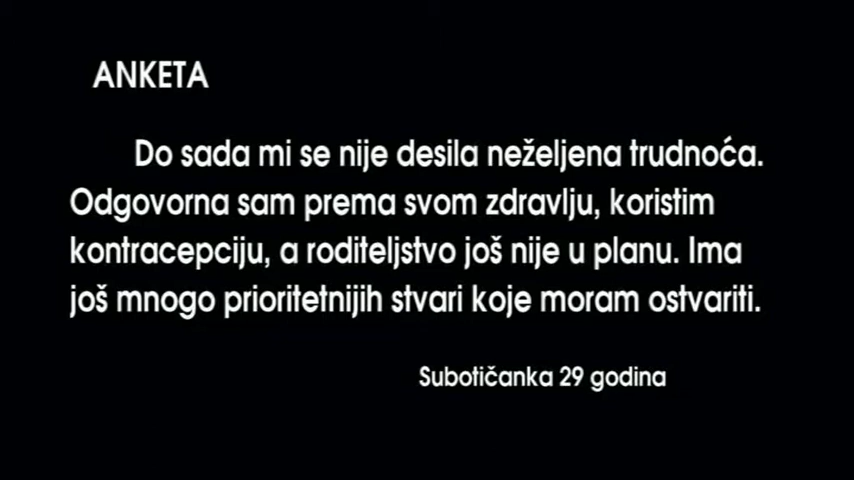 ANKETA
Do sada mi se nije desila neželjena trudnoća.
Odgovorna sam prema svom zdravlju, koristim
kontracepciju, a roditeljstvo još nije u planu. Ima
još mnogo prioritetnijih stvari koje moram ostvariti.
Subotičanka 29 godina